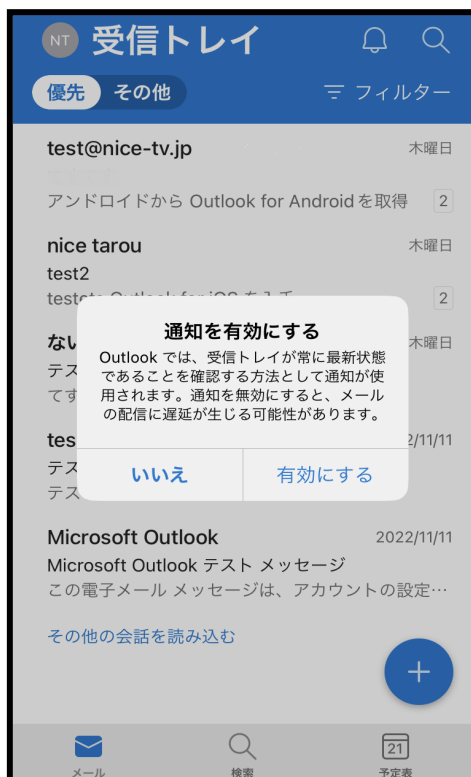 NT 受信トレイ
優先 その他 フィルター
test@nice-tv.jp 木曜日
アンドロイドから Outlook for Android を取得 2
nice tarou 木曜日
test2
2
通知を有効にする
木曜日
Outlook では、受信トレイが常に最新状態
であることを確認する方法として通知が使
用されます。通知を無効にすると、メール
の配信に遅延が生じる可能性があります。
いいえ 有効にする
Microsoft Outlook 2022/11/11
Microsoft Outlook テスト メッセージ
この電子メール メッセージは、アカウントの設定…
その他の会話を読み込む
+
21
メール 検索 予定表